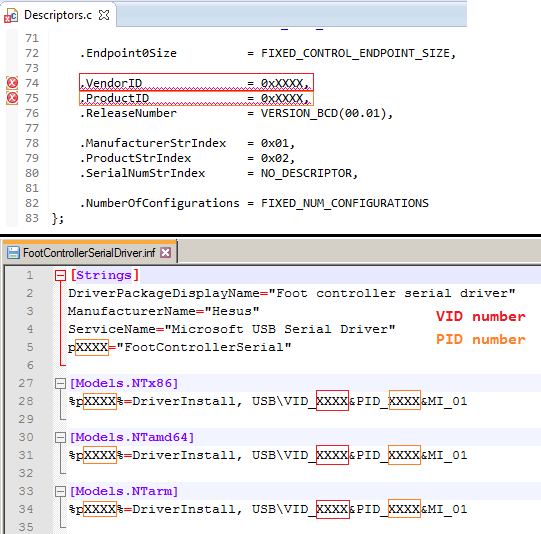 Descriptors.c
71
72 .Endpoint0Size = FIXED_CONTROL_ENDPOINT_SIZE,
73
74 .VendorID = 0xXXXX,
75 .ProductID = 0xXXXX,
76 .ReleaseNumber = VERSION_BCD(00.01),
77
78 .ManufacturerStrIndex = 0x01,
79 .ProductStrIndex = 0x02,
80 .SerialNumStrIndex = NO_DESCRIPTOR,
81
82 .NumberOfConfigurations = FIXED_NUM_CONFIGURATIONS
83 };
FootControllerSerialDriver.inf
1 [Strings]
2 DriverPackageDisplayName="Foot controller serial driver"
3 ManufacturerName="Hesus"
VID number
4 ServiceName="Microsoft USB Serial Driver"
PID number
5 pXXXX="FootControllerSerial"
6
27 [Models.NTx86]
28 %pXXXX%=DriverInstall, USB\VID_XXXX&PID_XXXX&MI_01
29
30 [Models.NTamd64]
31 %pXXXX%=DriverInstall, USB\VID_XXXX&PID_XXXX&MI_01
32
33 [Models.NTarm]
34 %pXXXX%=DriverInstall, USB\VID_XXXX&PID_XXXX&MI_01
35